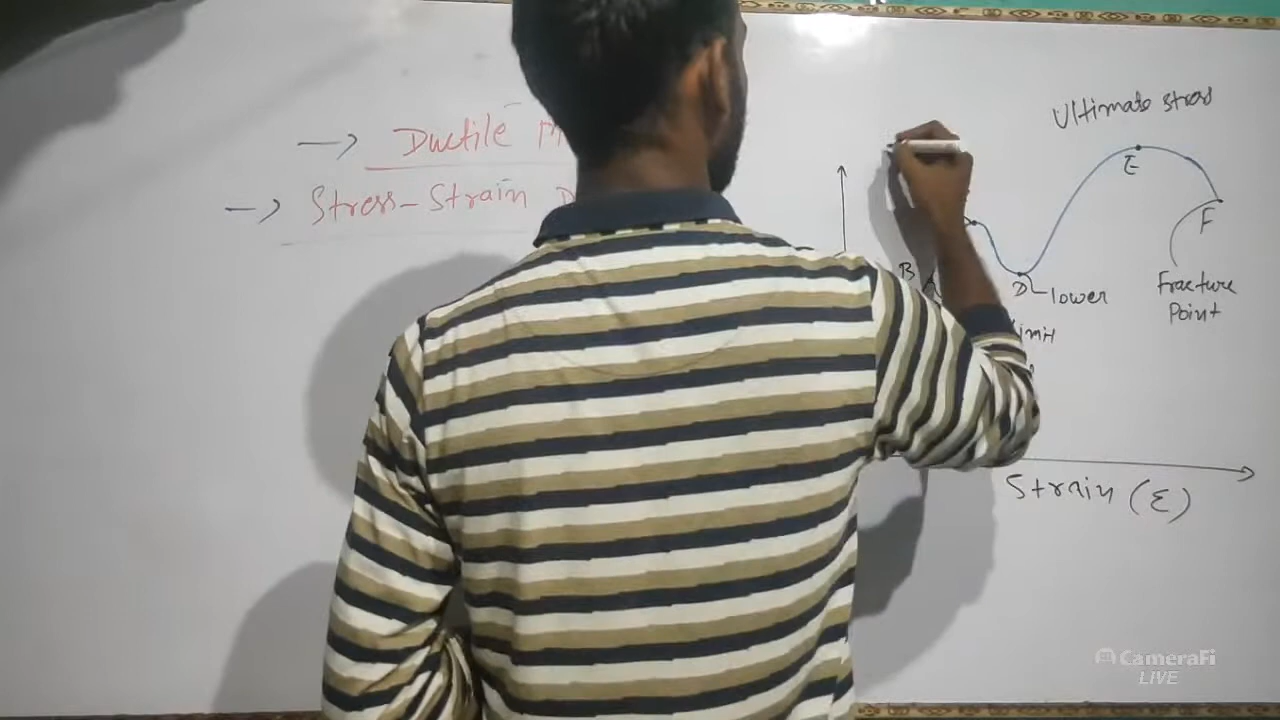 -> Ductile
-> Stress-Strain D
Ultimate stress
E
F
B
D
lower
Fracture
Point
Strain (ε)
CameraFi
LIVE